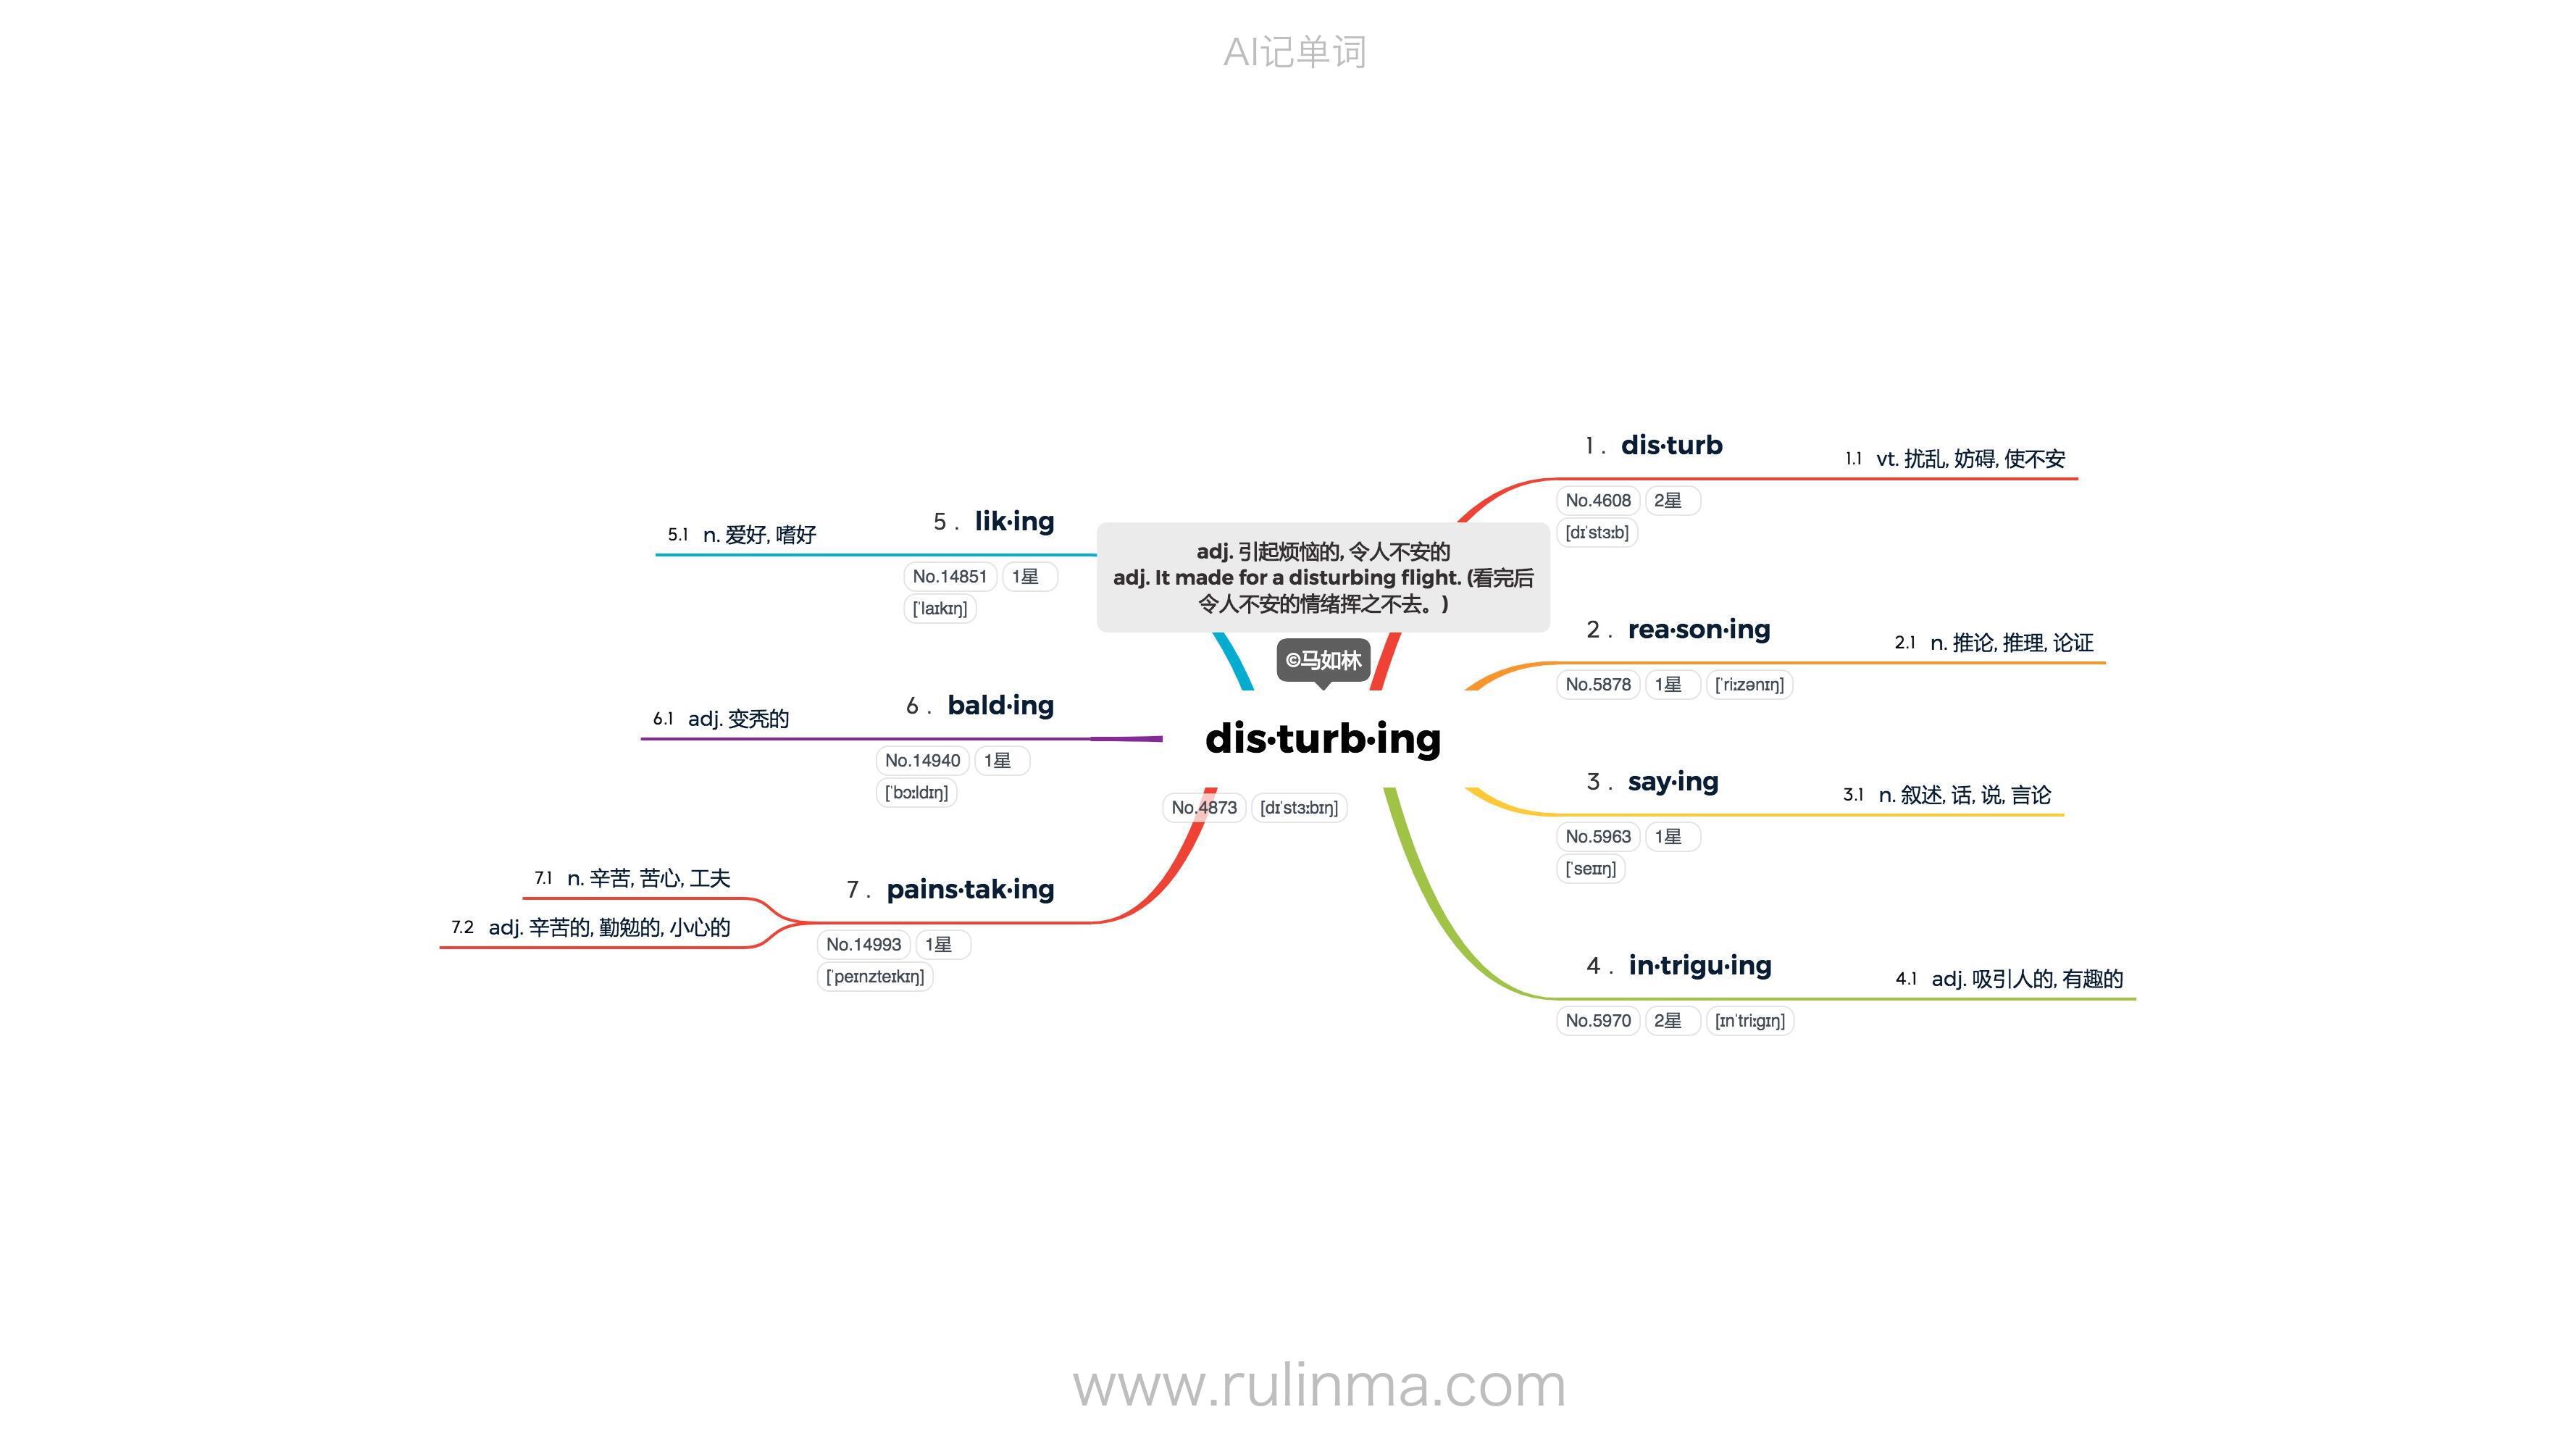 AI记单词
adj. 引起烦恼的, 令人不安的
adj. It made for a disturbing flight. (看完后
令人不安的情绪挥之不去。)
©马如林
dis·turb·ing
No.4873 [dɪˈstɜːbɪŋ]
1 . dis·turb
No.4608 2星
[dɪˈstɜːb]
1.1 vt. 扰乱, 妨碍, 使不安
2 . rea·son·ing
No.5878 1星 [ˈriːzənɪŋ]
2.1 n. 推论, 推理, 论证
3 . say·ing
No.5963 1星
[ˈseɪɪŋ]
3.1 n. 叙述, 话, 说, 言论
4 . in·trigu·ing
No.5970 2星 [ɪnˈtriːgɪŋ]
4.1 adj. 吸引人的, 有趣的
5 . lik·ing
No.14851 1星
[ˈlaɪkɪŋ]
5.1 n. 爱好, 嗜好
6 . bald·ing
No.14940 1星
[ˈbɔːldɪŋ]
6.1 adj. 变秃的
7 . pains·tak·ing
No.14993 1星
[ˈpeɪnzteɪkɪŋ]
7.1 n. 辛苦, 苦心, 工夫
7.2 adj. 辛苦的, 勤勉的, 小心的
www.rulinma.com